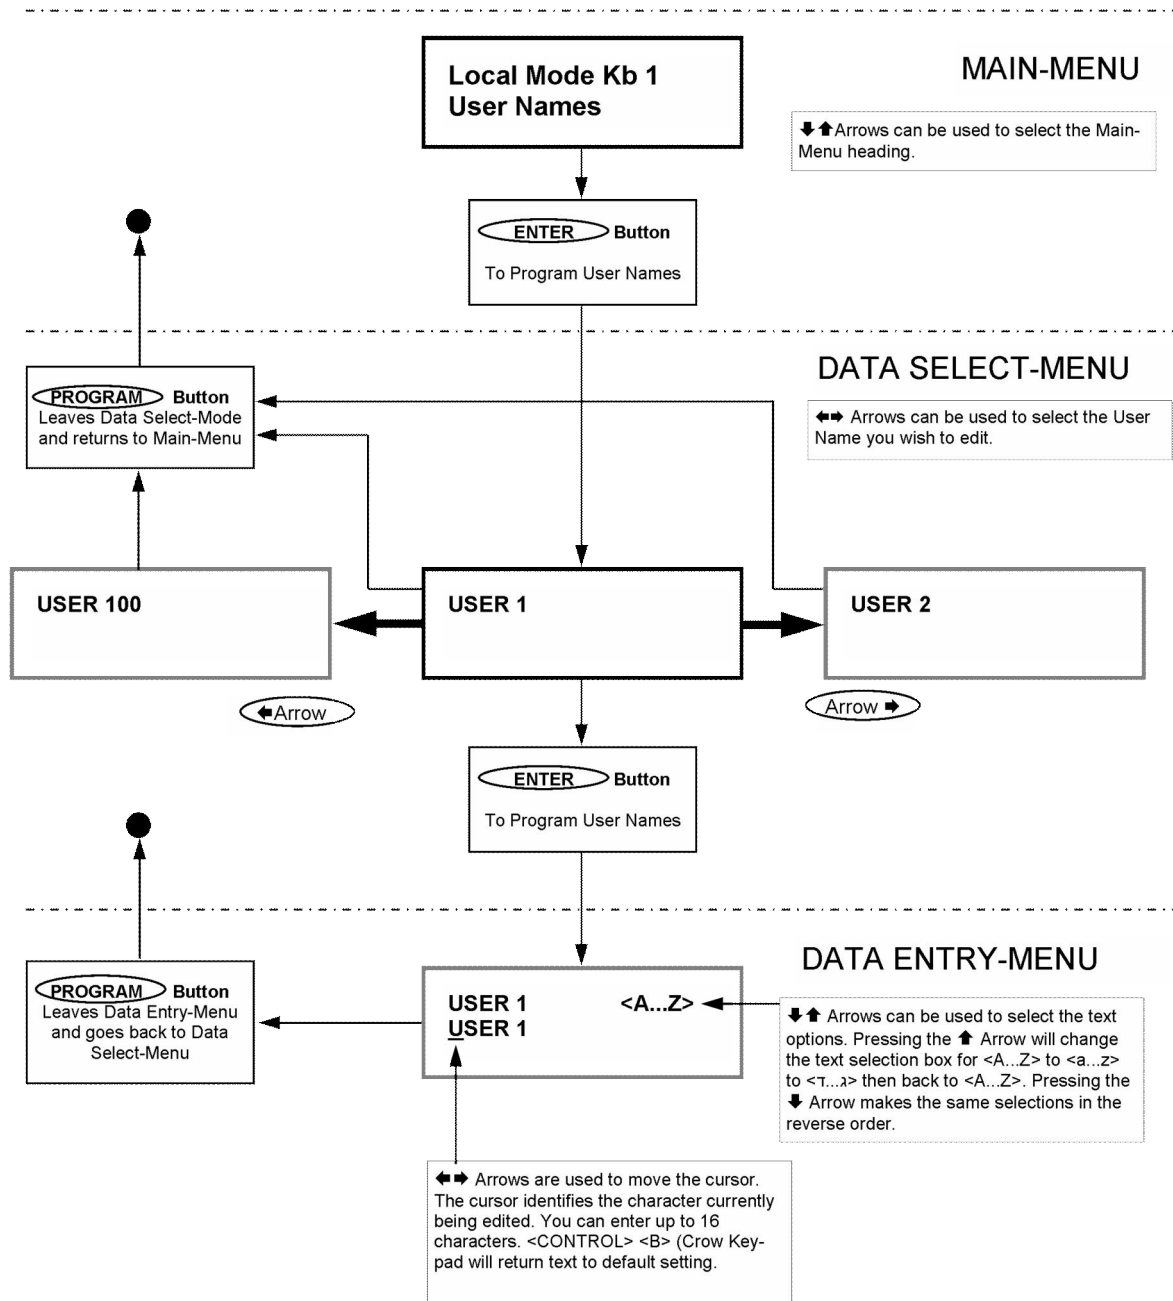 Local Mode Kb 1
User Names
MAIN-MENU
⬇⬆Arrows can be used to select the Main-
Menu heading.
ENTER Button
To Program User Names
DATA SELECT-MENU
PROGRAM Button
Leaves Data Select-Mode
and returns to Main-Menu
⬅➡ Arrows can be used to select the User
Name you wish to edit.
USER 100
USER 1
USER 2
⬅Arrow
Arrow ➡
ENTER Button
To Program User Names
DATA ENTRY-MENU
PROGRAM Button
Leaves Data Entry-Menu
and goes back to Data
Select-Menu
USER 1 <A...Z>
USER 1
⬇⬆ Arrows can be used to select the text
options. Pressing the ⬆ Arrow will change
the text selection box for <A...Z> to <a...z>
to <ד...ג> then back to <A...Z>. Pressing the
⬇ Arrow makes the same selections in the
reverse order.
⬅➡ Arrows are used to move the cursor.
The cursor identifies the character currently
being edited. You can enter up to 16
characters. <CONTROL> <B> (Crow Key-
pad will return text to default setting.